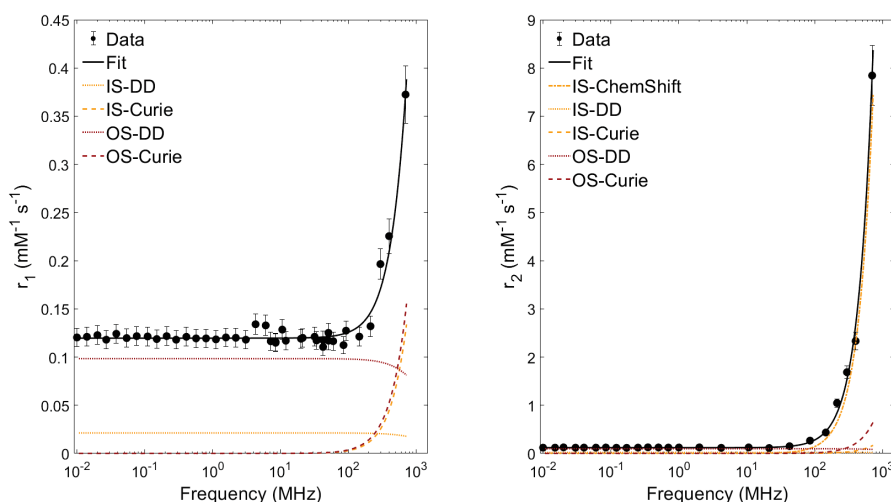 0.45
0.4
0.35
0.3
0.25
0.2
0.15
0.1
0.05
0
r1 (mM-1 s-1)
Data
Fit
IS-DD
IS-Curie
OS-DD
OS-Curie
10-2
10-1
100
101
102
103
Frequency (MHz)
9
8
7
6
5
4
3
2
1
0
r2 (mM-1 s-1)
Data
Fit
IS-ChemShift
IS-DD
IS-Curie
OS-DD
OS-Curie
10-2
10-1
100
101
102
103
Frequency (MHz)